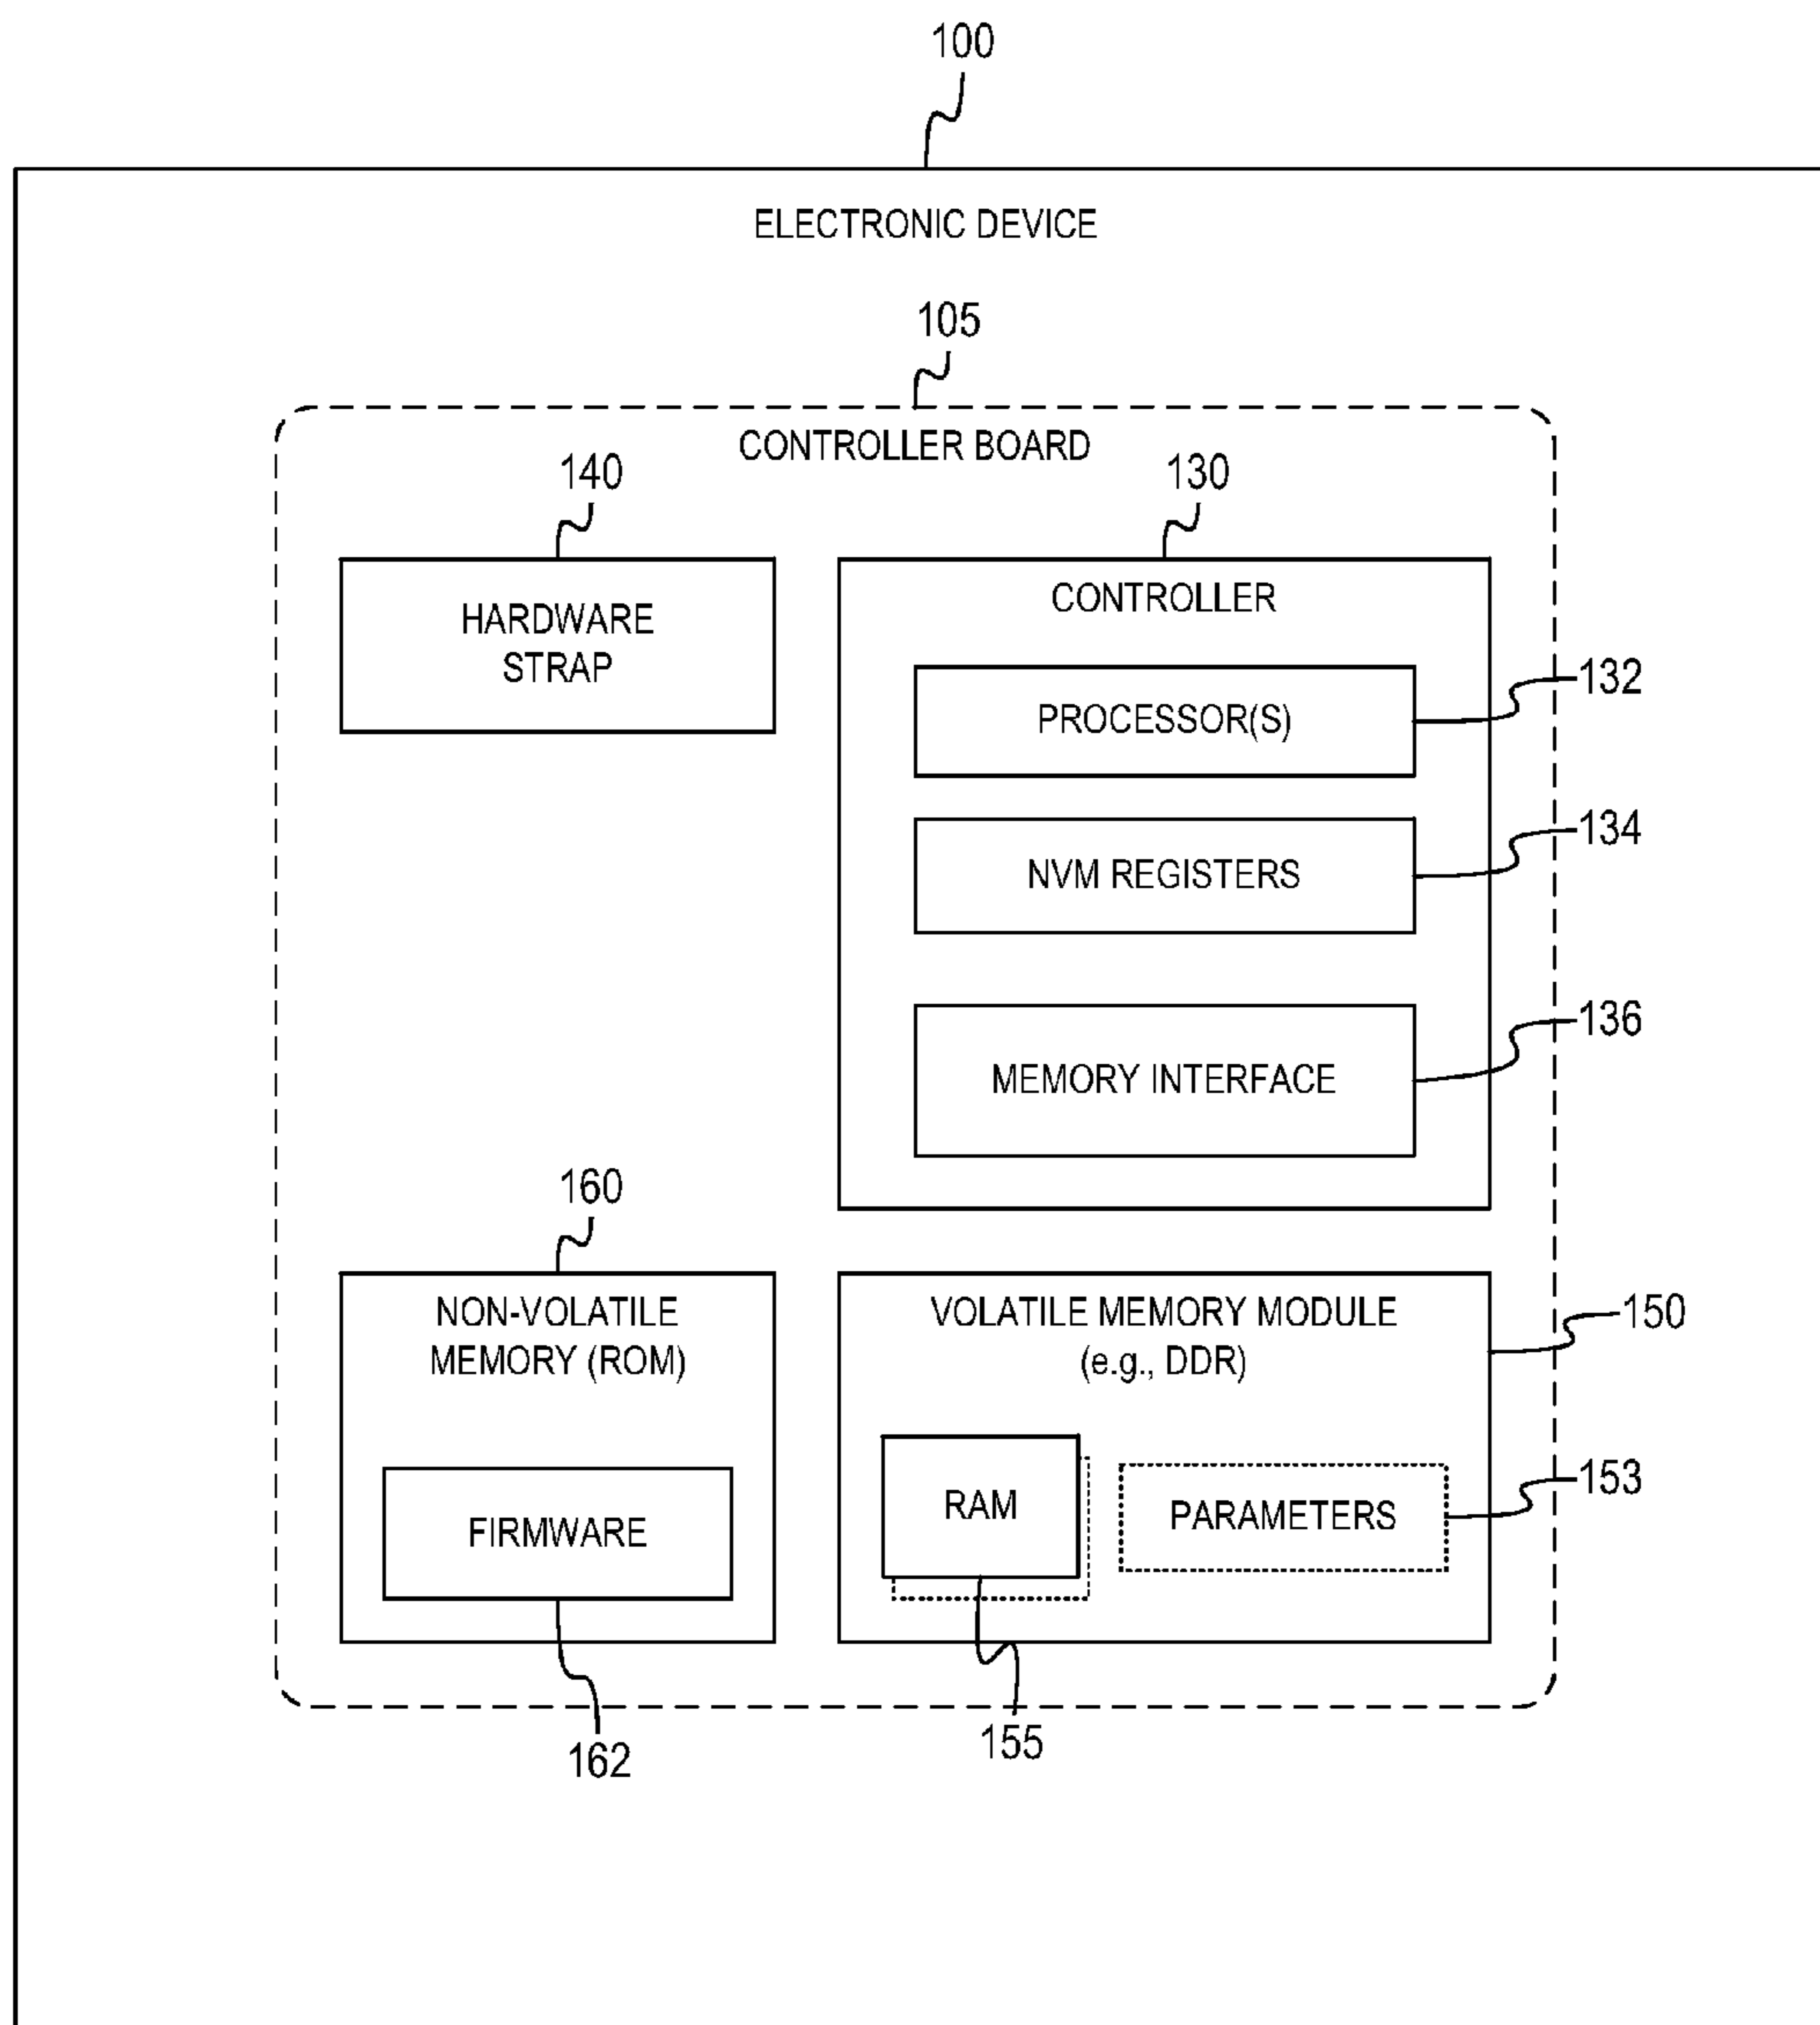 100
ELECTRONIC DEVICE
105
CONTROLLER BOARD
140
130
HARDWARE
STRAP
CONTROLLER
PROCESSOR(S)
132
NVM REGISTERS
134
MEMORY INTERFACE
136
160
NON-VOLATILE
MEMORY (ROM)
FIRMWARE
162
VOLATILE MEMORY MODULE
(e.g., DDR)
150
RAM
PARAMETERS
153
155